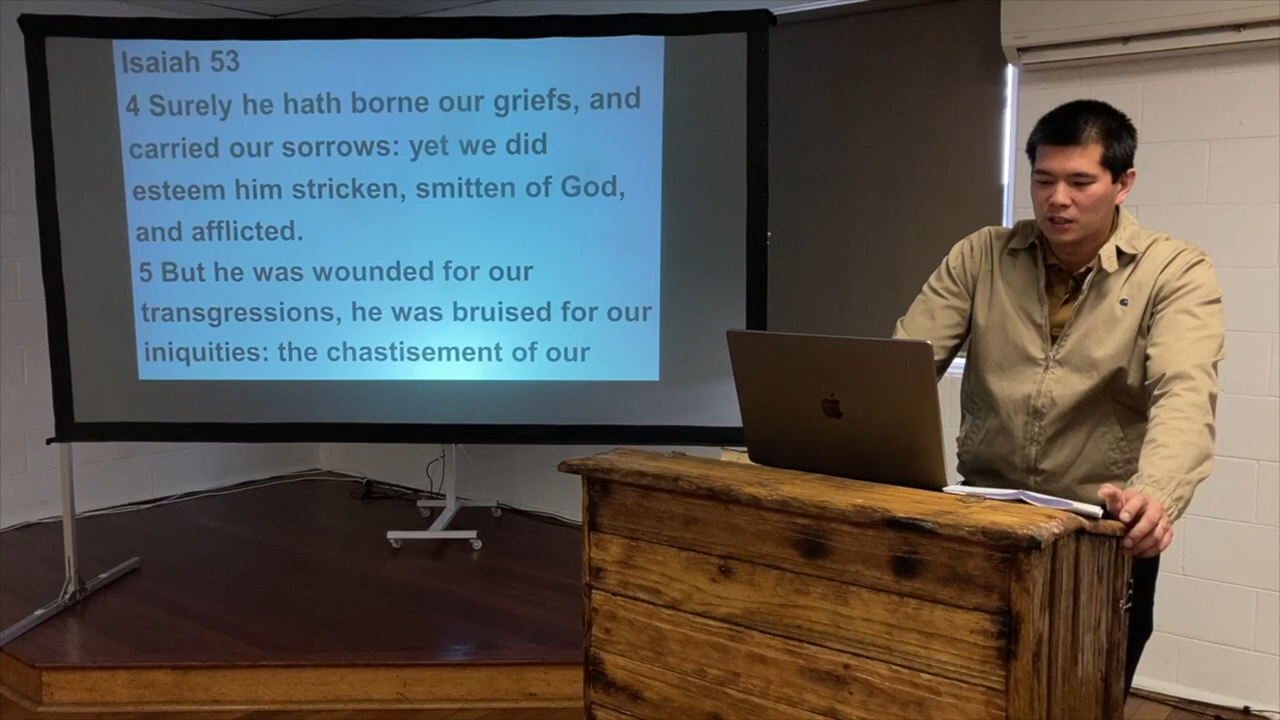 Isaiah 53
4 Surely he hath borne our griefs, and
carried our sorrows: yet we did
esteem him stricken, smitten of God,
and afflicted.
5 But he was wounded for our
transgressions, he was bruised for our
iniquities: the chastisement of our